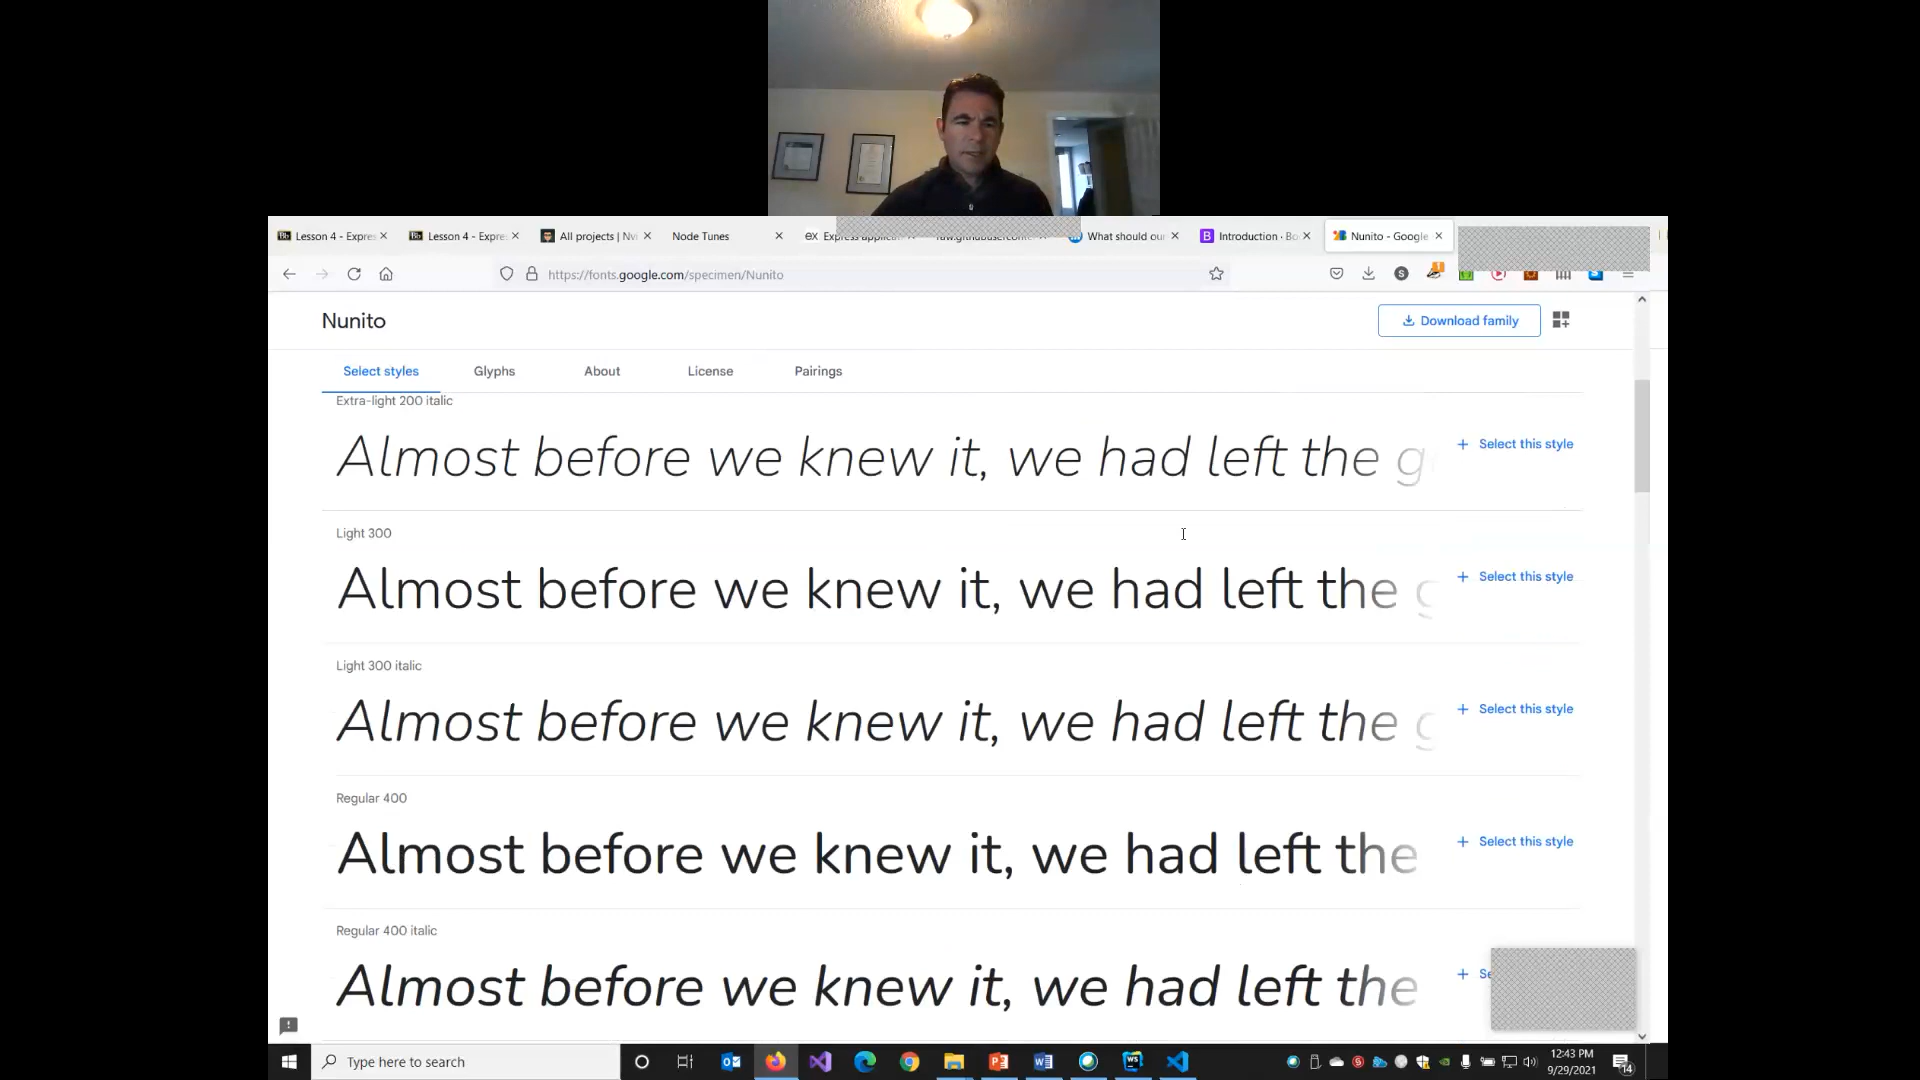 Lesson 4 - Expre
Lesson 4 - Expre
All projects | Nv
Node Tunes
ex
What should ou
B
Introduction · Bo
Nunito - Google
https://fonts.google.com/specimen/Nunito
Nunito
Download family
Select styles
Glyphs
About
License
Pairings
Extra-light 200 italic
Almost before we knew it, we had left the g
Select this style
Light 300
Almost before we knew it, we had left the g
Select this style
Light 300 italic
Almost before we knew it, we had left the g
Select this style
Regular 400
Almost before we knew it, we had left the
Select this style
Regular 400 italic
Almost before we knew it, we had left the
Se
Type here to search
12:43 PM
9/29/2021
14